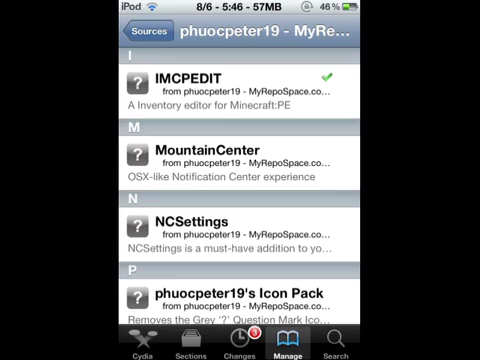 iPod 8/6 - 5:46 - 57MB 46%
Sources phuocpeter19 - MyRe...
I
IMCPEDIT
from phuocpeter19 - MyRepoSpace.co...
A Inventory editor for Minecraft:PE
M
MountainCenter
from phuocpeter19 - MyRepoSpace.co...
OSX-like Notification Center experience
N
NCSettings
from phuocpeter19 - MyRepoSpace.co...
NCSettings is a must-have addition to yo...
P
phuocpeter19's Icon Pack
from phuocpeter19 - MyRepoSpace.co...
Removes the Grey '?' Question Mark Ico...
3
Cydia Sections Changes Manage Search